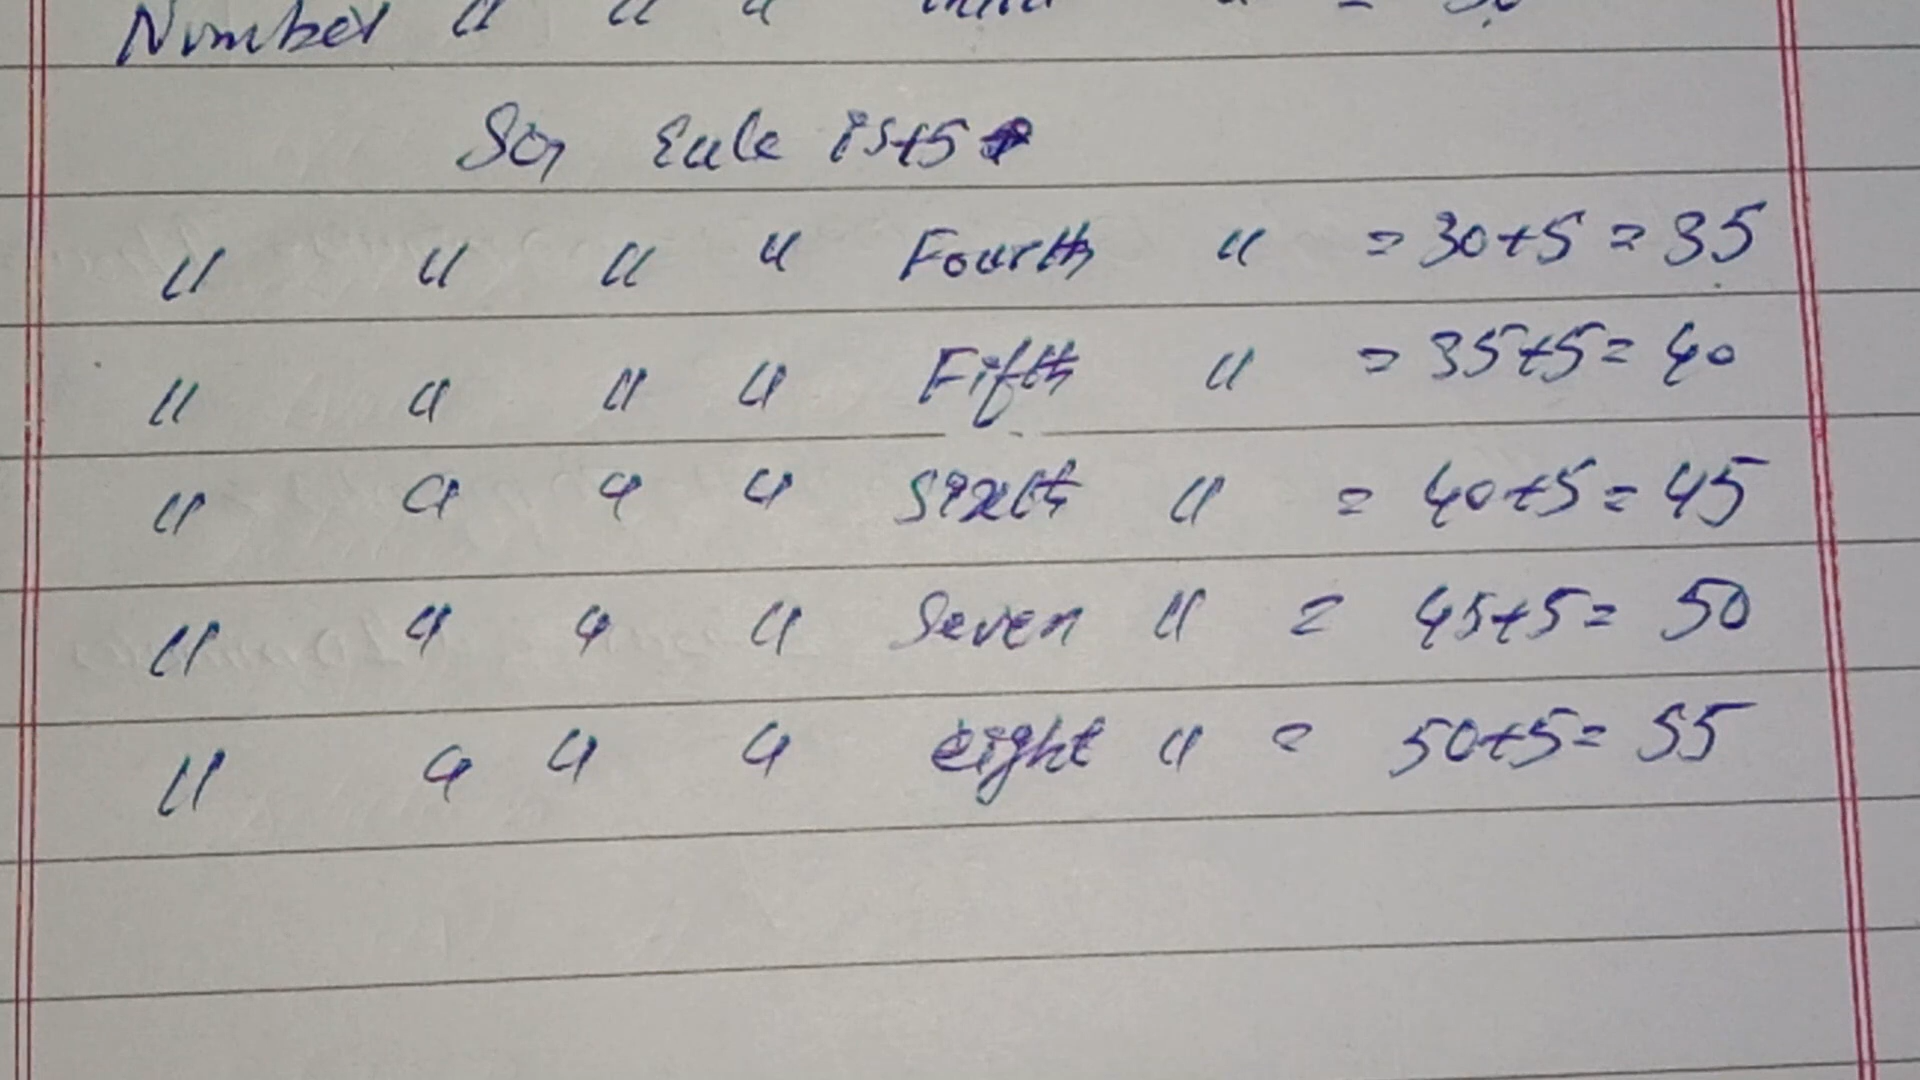 Number " " " "
So, Eule is +5
" " " " Fourth " = 30+5 = 35
" " " " Fifth " = 35+5 = 40
" " " " Sixth " = 40+5 = 45
" " " " Seven " = 45+5 = 50
" " " " eight " = 50+5 = 55